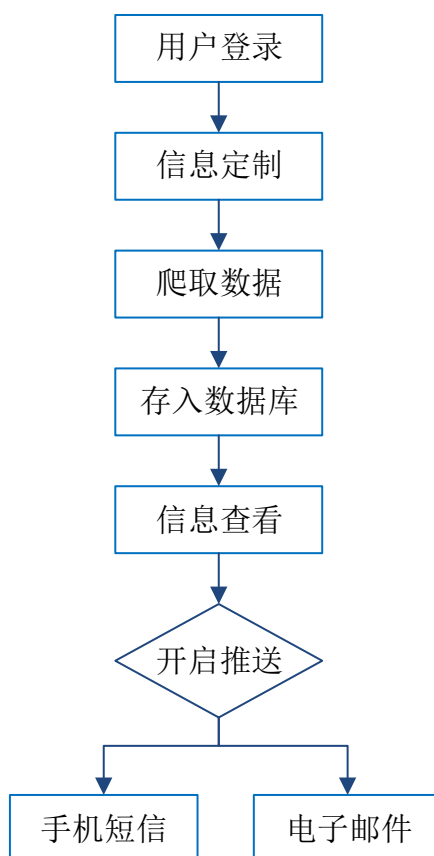 用户登录
信息定制
爬取数据
存入数据库
信息查看
开启推送
手机短信
电子邮件